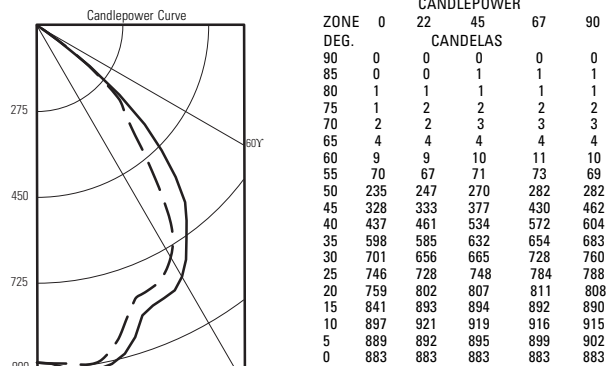 Candlepower Curve
275
450
725
900
60Y
CANDLEPOWER
ZONE 0 22 45 67 90
DEG. CANDELAS
90 0 0 0 0 0
85 0 0 1 1 1
80 1 1 1 1 1
75 1 2 2 2 2
70 2 2 3 3 3
65 4 4 4 4 4
60 9 9 10 11 10
55 70 67 71 73 69
50 235 247 270 282 282
45 328 333 377 430 462
40 437 461 534 572 604
35 598 585 632 654 683
30 701 656 665 728 760
25 746 728 748 784 788
20 759 802 807 811 808
15 841 893 894 892 890
10 897 921 919 916 915
5 889 892 895 899 902
0 883 883 883 883 883